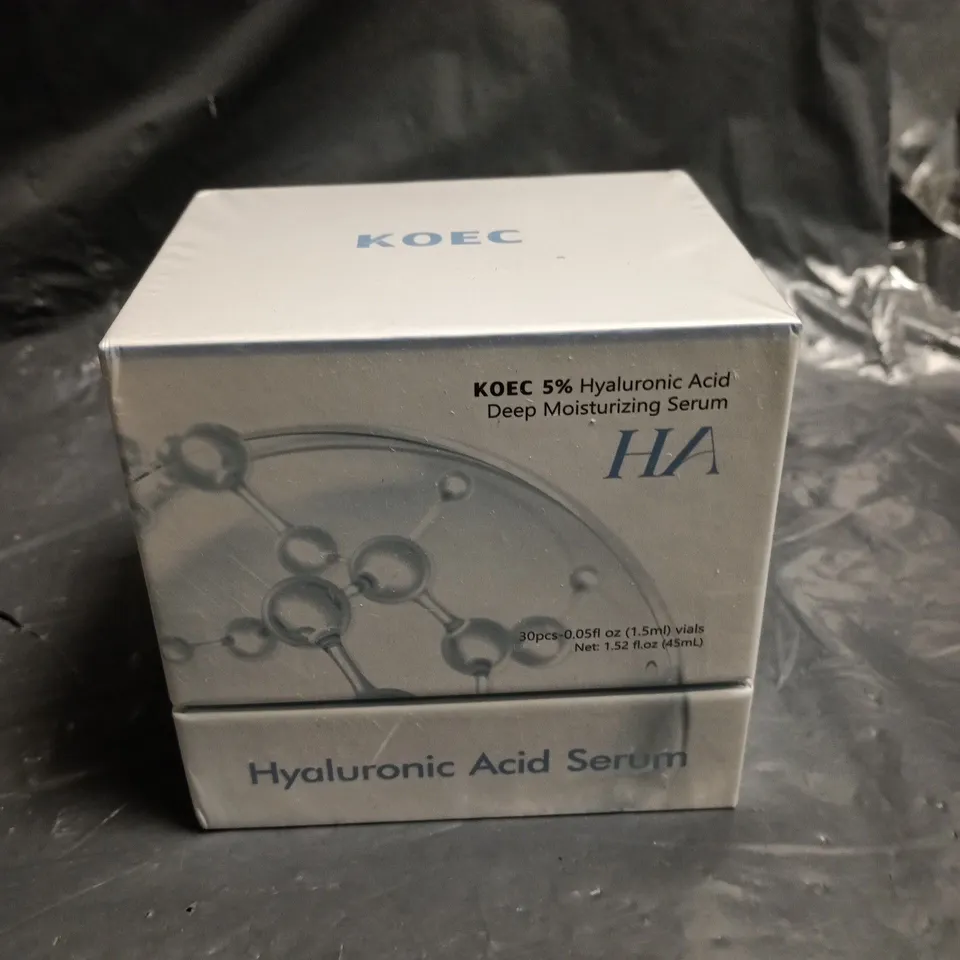 KOEC
KOEC 5% Hyaluronic Acid
Deep Moisturizing Serum
HA
30pcs-0.05fl oz (1.5ml) vials
Net: 1.52 fl.oz (45mL)
Hyaluronic Acid Serum